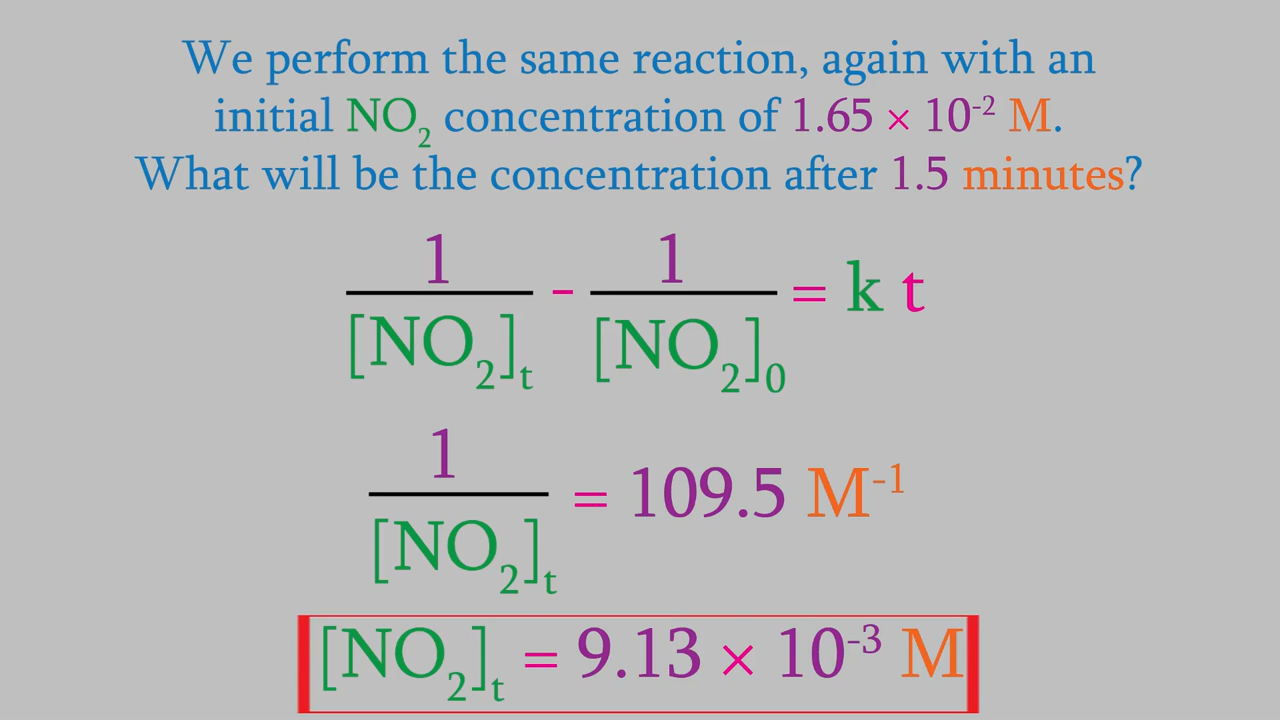 We perform the same reaction, again with an
initial NO₂ concentration of 1.65 × 10⁻² M.
What will be the concentration after 1.5 minutes?
1/[NO₂]ₜ - 1/[NO₂]₀ = k t
1/[NO₂]ₜ = 109.5 M⁻¹
[NO₂]ₜ = 9.13 × 10⁻³ M